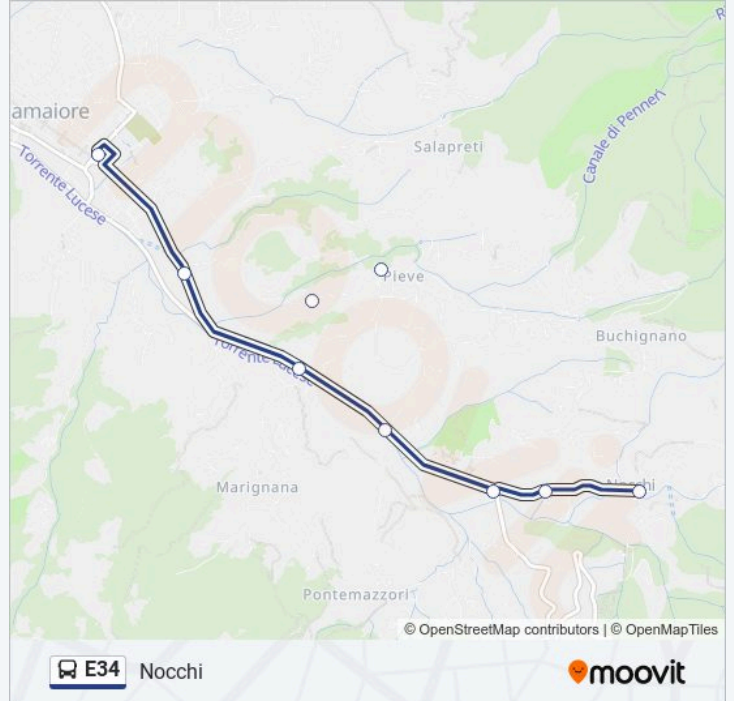 amaiore
Salapreti
Canale di Penneri
Torrente Lucese
Pieve
Buchignano
Torrente Lucese
Marignana
Nocchi
Pontemazzori
© OpenStreetMap contributors | © OpenMapTiles
E34 Nocchi
moovit